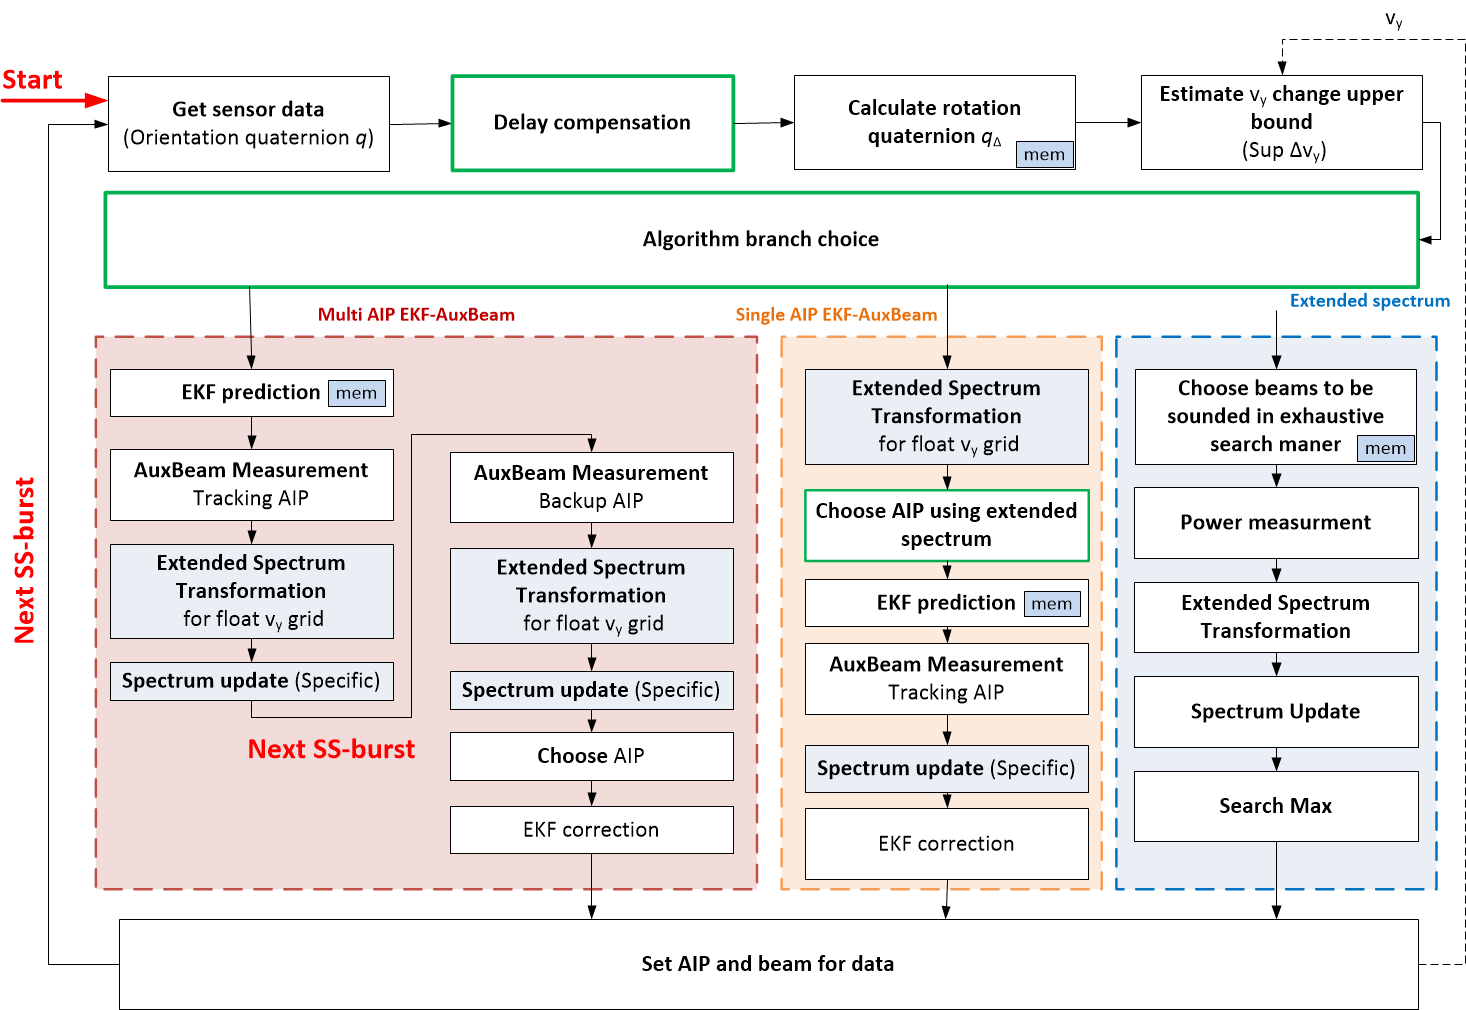 v_y
Start
Get sensor data
(Orientation quaternion q)
Delay compensation
Calculate rotation
quaternion q_Δ
mem
Estimate v_y change upper
bound
(Sup Δv_y)
Algorithm branch choice
Multi AIP EKF-AuxBeam
Single AIP EKF-AuxBeam
Extended spectrum
Next SS-burst
EKF prediction
mem
AuxBeam Measurement
Tracking AIP
Extended Spectrum
Transformation
for float v_y grid
Spectrum update (Specific)
Next SS-burst
AuxBeam Measurement
Backup AIP
Extended Spectrum
Transformation
for float v_y grid
Spectrum update (Specific)
Choose AIP
EKF correction
Extended Spectrum
Transformation
for float v_y grid
Choose AIP using extended
spectrum
EKF prediction
mem
AuxBeam Measurement
Tracking AIP
Spectrum update (Specific)
EKF correction
Choose beams to be
sounded in exhaustive
search maner
mem
Power measurment
Extended Spectrum
Transformation
Spectrum Update
Search Max
Set AIP and beam for data